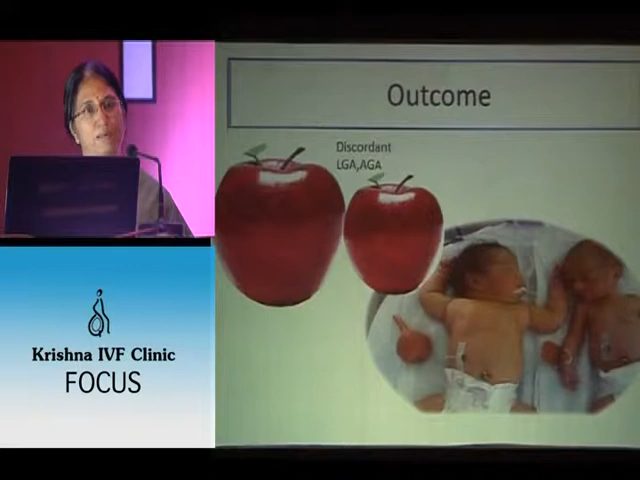 Outcome
Discordant
LGA,AGA
Krishna IVF Clinic
FOCUS